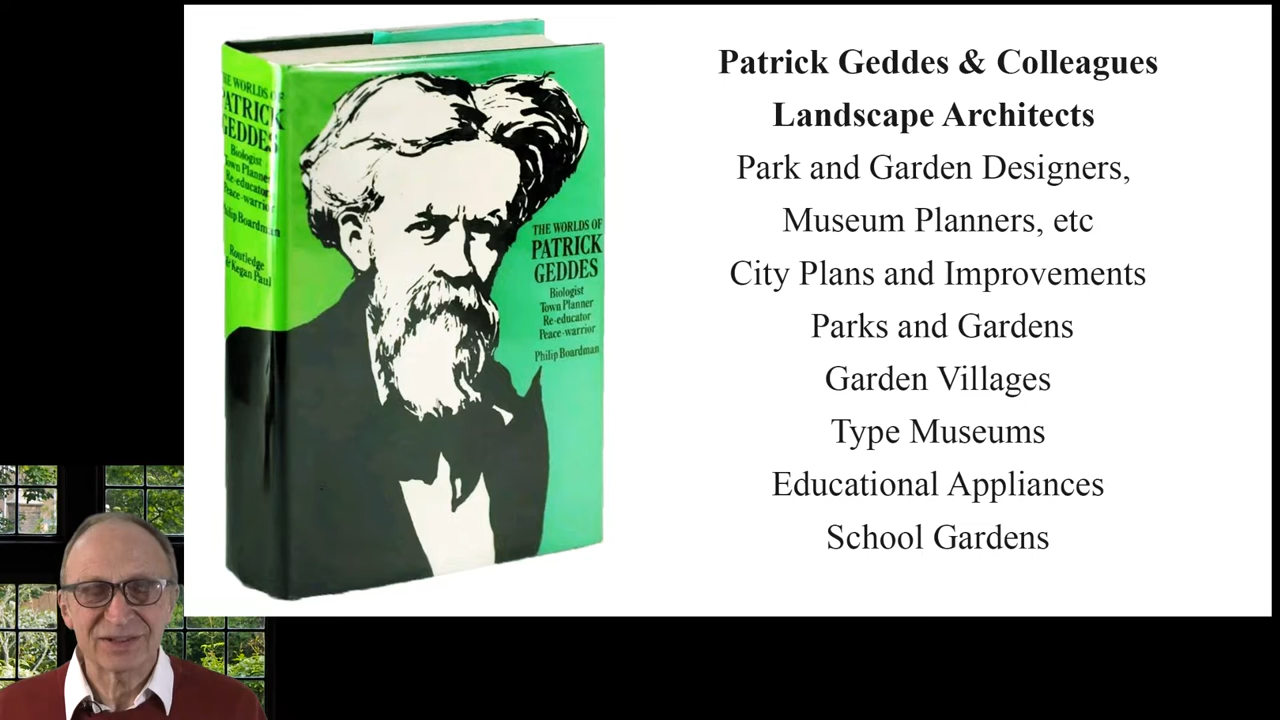 THE WORLDS OF
PATRICK
GEDDES
Biologist
Town Planner
Re-educator
Peace-warrior
Philip Boardman
Routledge
& Kegan Paul
THE WORLDS OF
PATRICK
GEDDES
Biologist
Town Planner
Re-educator
Peace-warrior
Philip Boardman
Patrick Geddes & Colleagues
Landscape Architects
Park and Garden Designers,
Museum Planners, etc
City Plans and Improvements
Parks and Gardens
Garden Villages
Type Museums
Educational Appliances
School Gardens